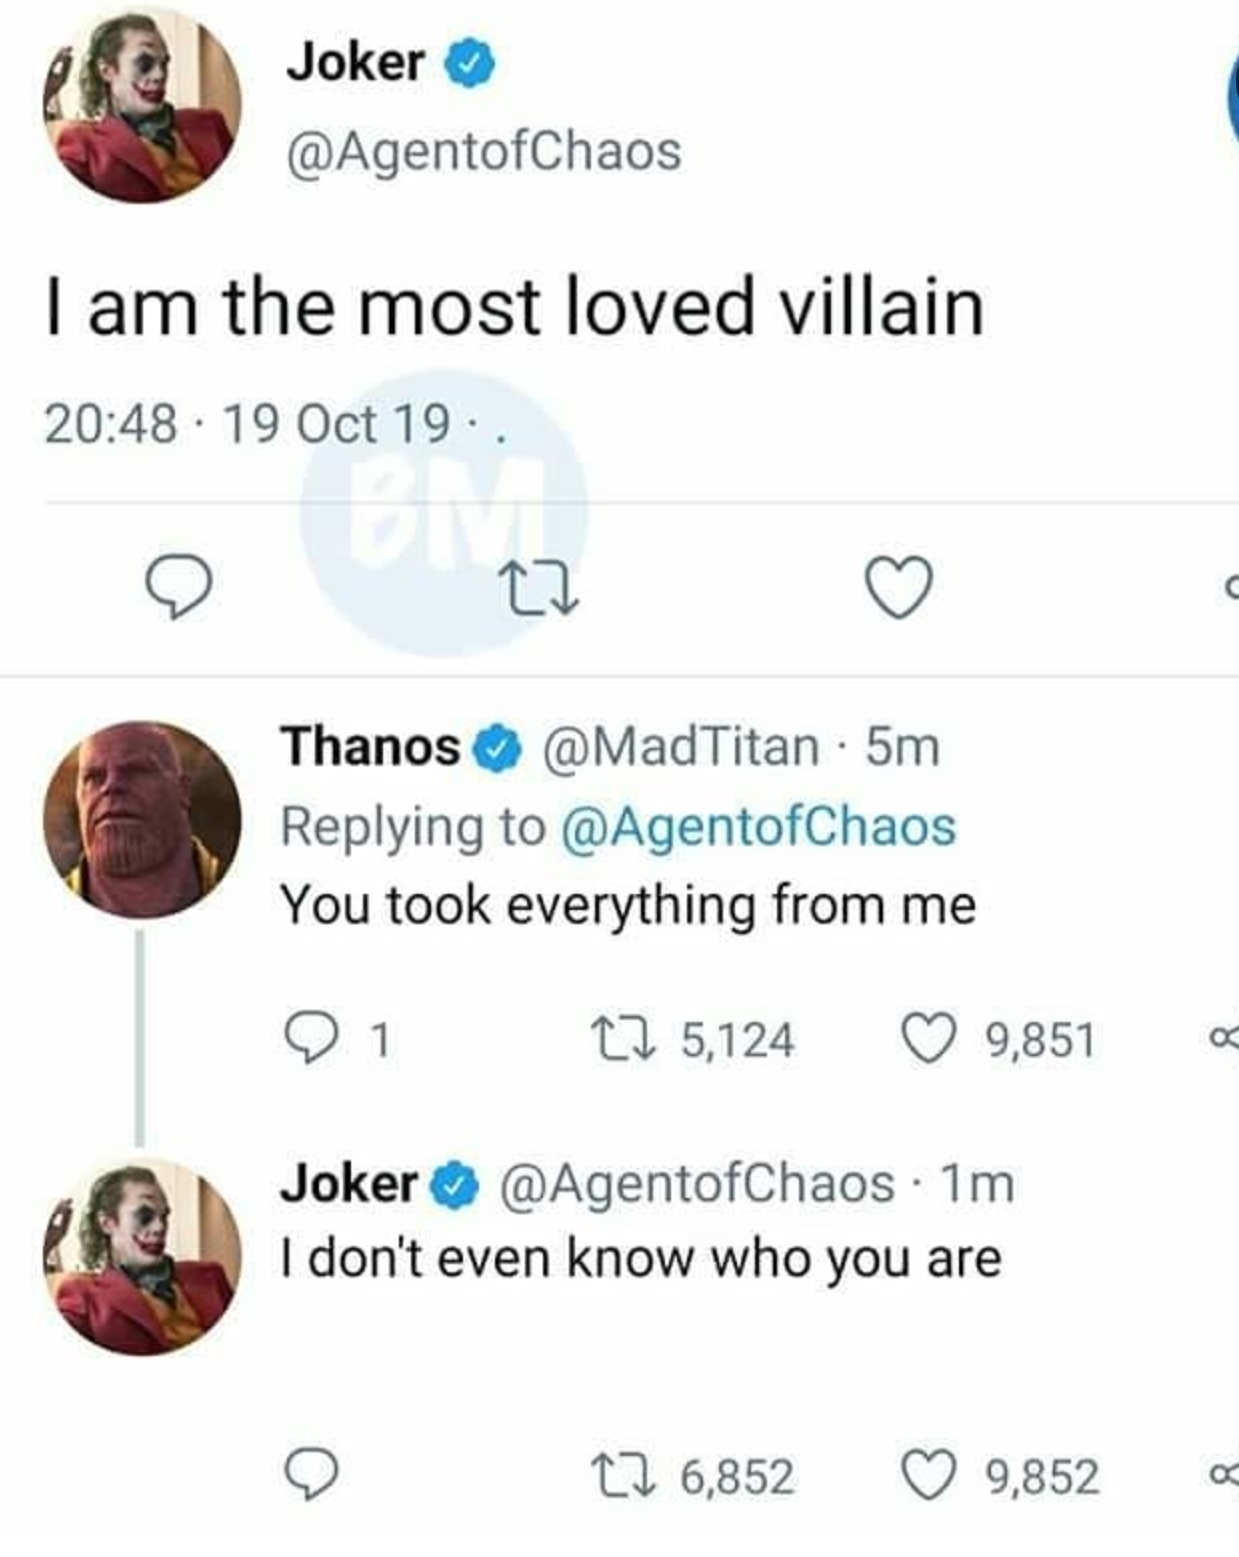 Joker
@AgentofChaos
I am the most loved villain
20:48 · 19 Oct 19 · .
BM
Thanos @MadTitan · 5m
Replying to @AgentofChaos
You took everything from me
1 5,124 9,851
Joker @AgentofChaos · 1m
I don't even know who you are
6,852 9,852